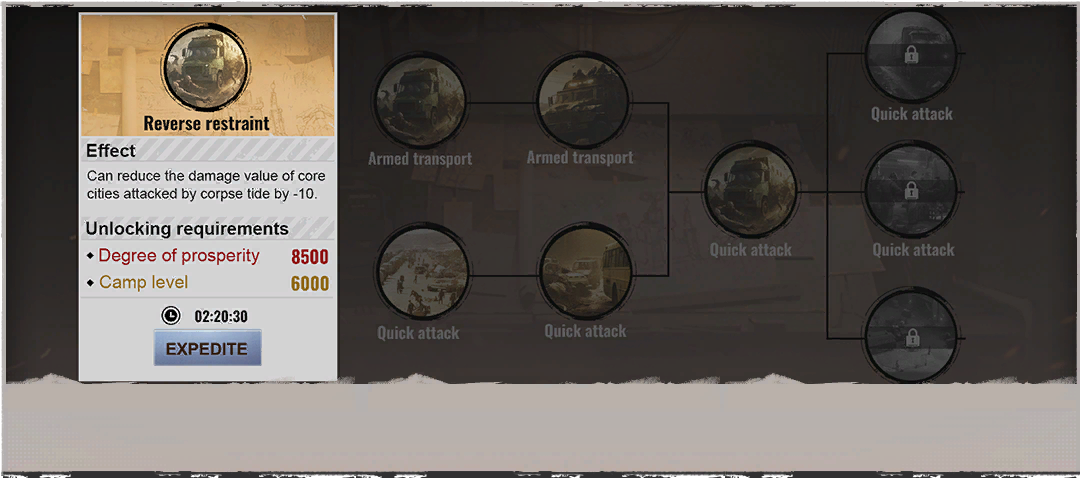 Reverse restraint
Effect
Can reduce the damage value of core
cities attacked by corpse tide by -10.
Unlocking requirements
Degree of prosperity 8500
Camp level 6000
02:20:30
EXPEDITE
Armed transport
Armed transport
Quick attack
Quick attack
Quick attack
Quick attack
Quick attack